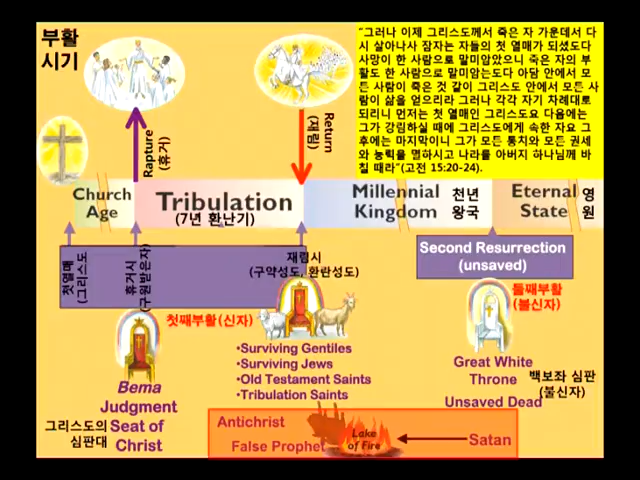 부활
시기
“그러나 이제 그리스도께서 죽은 자 가운데서 다
시 살아나사 잠자는 자들의 첫 열매가 되셨도다
사망이 한 사람으로 말미암았으니 죽은 자의 부
활도 한 사람으로 말미암는도다 아담 안에서 모
든 사람이 죽은 것 같이 그리스도 안에서 모든 사
람이 삶을 얻으리라 그러나 각각 자기 차례대로
되리니 먼저는 첫 열매인 그리스도요 다음에는
그가 강림하실 때에 그리스도에게 속한 자요 그
후에는 마지막이니 그가 모든 통치와 모든 권세
와 능력을 멸하시고 나라를 아버지 하나님께 바
칠 때라”(고전 15:20-24).
Rapture
(휴거)
Return
(재림)
Church
Age
Tribulation
(7년 환난기)
Millennial
Kingdom
천년
왕국
Eternal
State
영
원
첫열매
(그리스도
휴거시
(구원받은자)
재림시
(구약성도, 환란성도)
Second Resurrection
(unsaved)
첫째부활(신자)
둘째부활
(불신자)
Bema
Judgment
Seat of
Christ
그리스도의
심판대
•Surviving Gentiles
•Surviving Jews
•Old Testament Saints
•Tribulation Saints
Great White
Throne
Unsaved Dead
백보좌 심판
(불신자)
Antichrist
False Prophet
Lake
of Fire
Satan